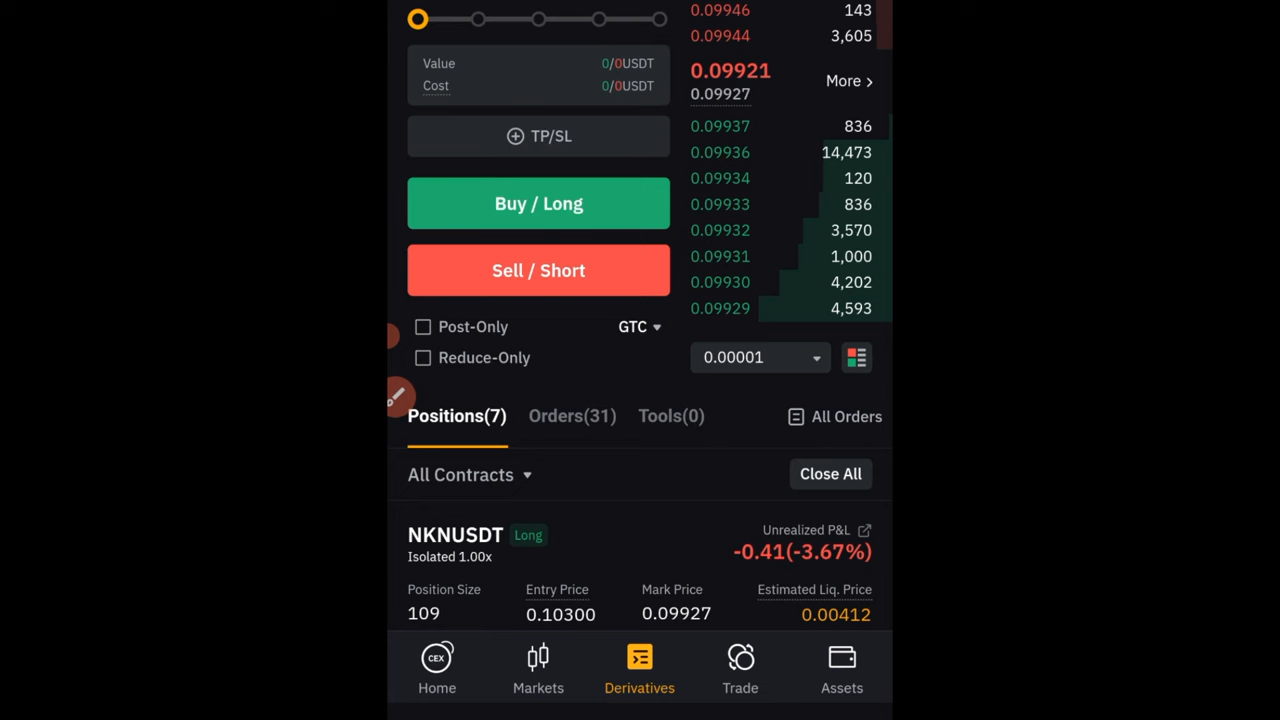 0.09946 143
0.09944 3,605
Value 0/0USDT
Cost 0/0USDT
0.09921
0.09927
More >
TP/SL
0.09937 836
0.09936 14,473
0.09934 120
0.09933 836
0.09932 3,570
0.09931 1,000
0.09930 4,202
0.09929 4,593
Buy / Long
Sell / Short
Post-Only GTC
Reduce-Only
0.00001
Positions(7) Orders(31) Tools(0) All Orders
All Contracts Close All
NKNUSDT Long Unrealized P&L
Isolated 1.00x -0.41(-3.67%)
Position Size Entry Price Mark Price Estimated Liq. Price
109 0.10300 0.09927 0.00412
CEX
Home Markets Derivatives Trade Assets